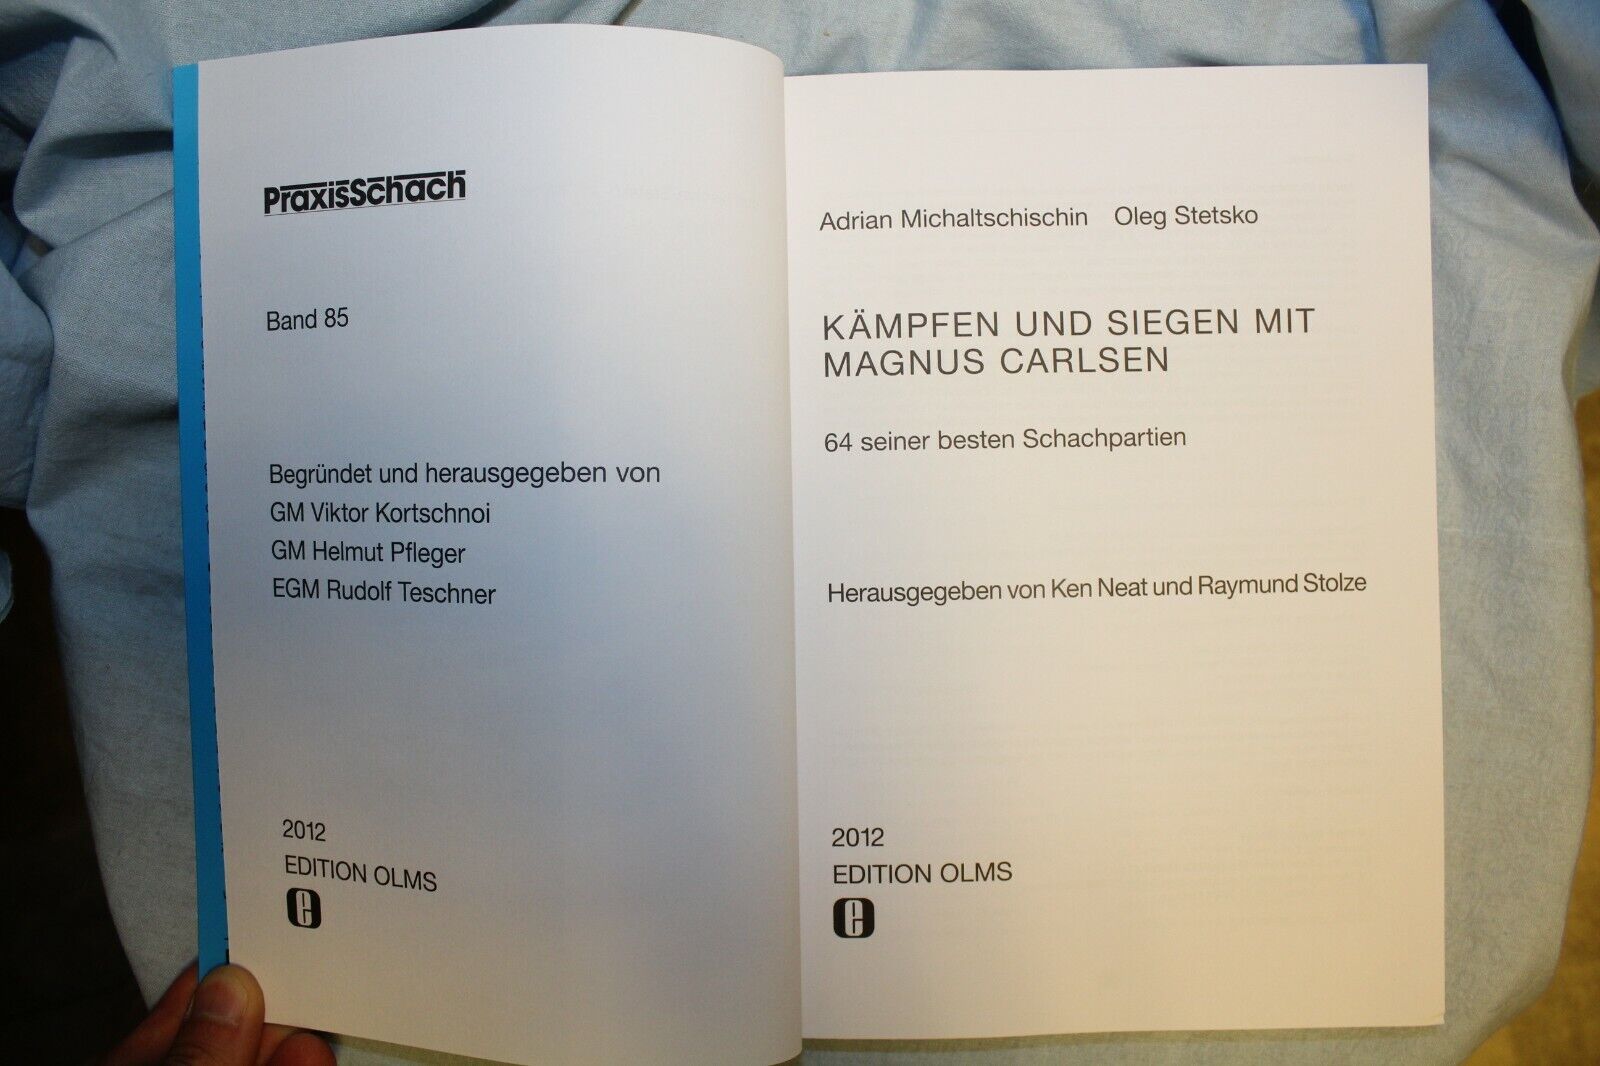 PraxisSchach
Band 85
Begründet und herausgegeben von
GM Viktor Kortschnoi
GM Helmut Pfleger
EGM Rudolf Teschner
2012
EDITION OLMS
e
Adrian Michaltschischin Oleg Stetsko
KÄMPFEN UND SIEGEN MIT
MAGNUS CARLSEN
64 seiner besten Schachpartien
Herausgegeben von Ken Neat und Raymund Stolze
2012
EDITION OLMS
e